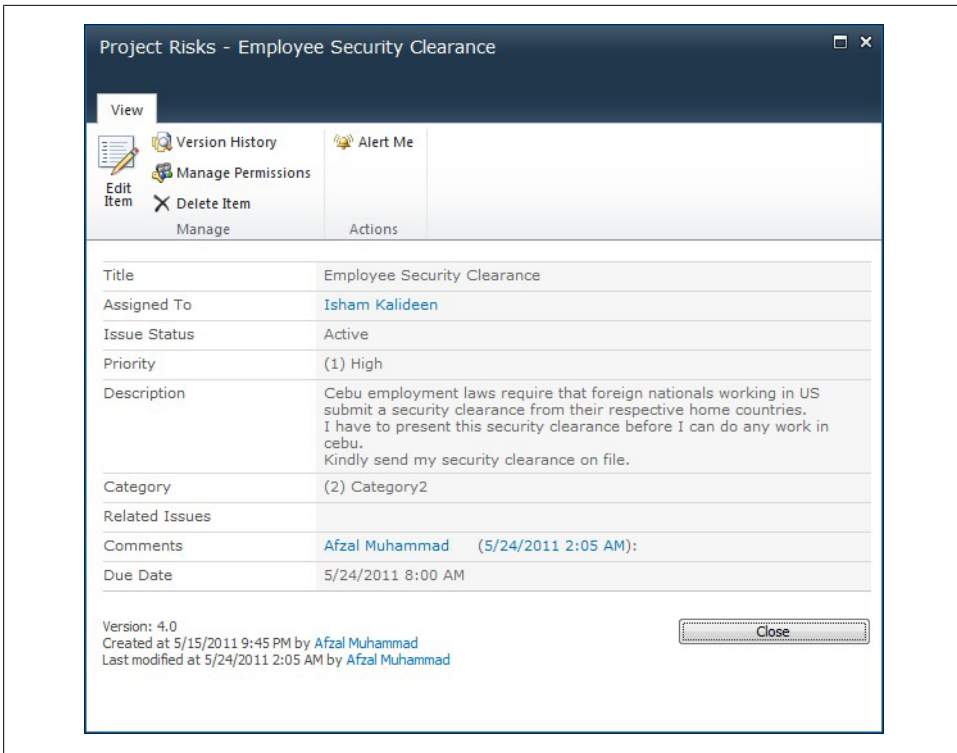 Project Risks - Employee Security Clearance
View
Edit
Item
Version History
Manage Permissions
Delete Item
Manage
Alert Me
Actions
Title Employee Security Clearance
Assigned To Isham Kalideen
Issue Status Active
Priority (1) High
Description Cebu employment laws require that foreign nationals working in US
submit a security clearance from their respective home countries.
I have to present this security clearance before I can do any work in
cebu.
Kindly send my security clearance on file.
Category (2) Category2
Related Issues
Comments Afzal Muhammad (5/24/2011 2:05 AM):
Due Date 5/24/2011 8:00 AM
Version: 4.0
Created at 5/15/2011 9:45 PM by Afzal Muhammad
Last modified at 5/24/2011 2:05 AM by Afzal Muhammad
Close